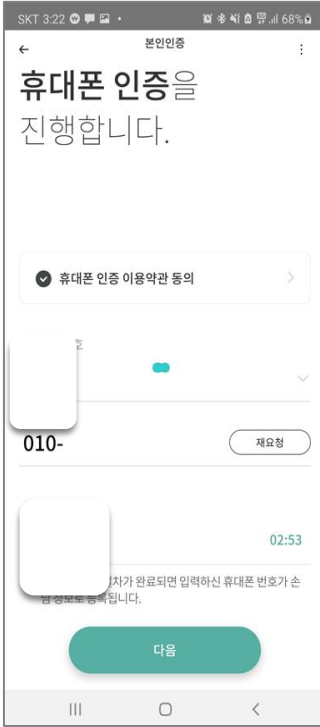 SKT 3:22
68%
본인인증
휴대폰 인증을
진행합니다.
휴대폰 인증 이용약관 동의
호
010-
재요청
02:53
절차가 완료되면 입력하신 휴대폰 번호가 손
님 정보로 등록됩니다.
다음